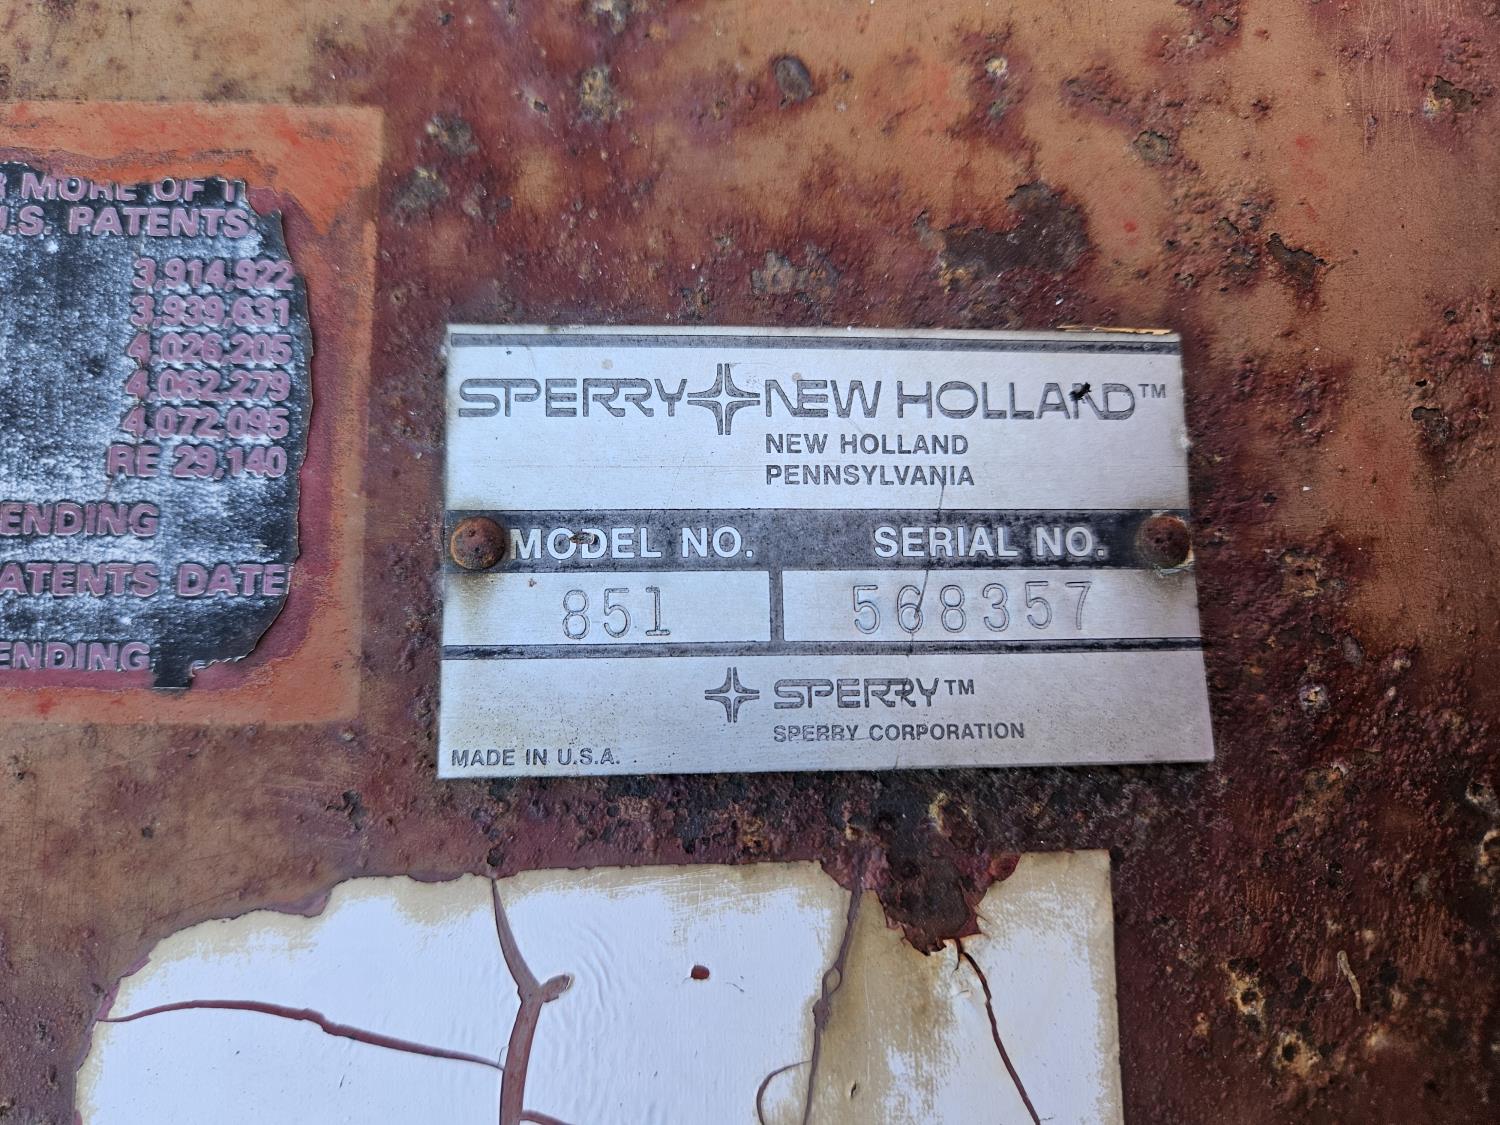 MORE OF T
U.S. PATENTS
3,914,922
3,939,631
4,026,205
4,062,279
4,072,095
RE 29,140
ENDING
ATENTS DATE
ENDING
SPERRY NEW HOLLAND™
NEW HOLLAND
PENNSYLVANIA
MODEL NO. SERIAL NO.
851 568357
SPERRY™
SPERRY CORPORATION
MADE IN U.S.A.